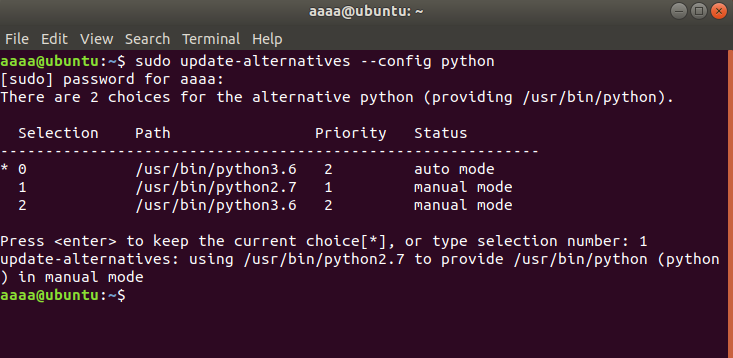 aaaa@ubuntu: ~
File Edit View Search Terminal Help
aaaa@ubuntu:~$ sudo update-alternatives --config python
[sudo] password for aaaa:
There are 2 choices for the alternative python (providing /usr/bin/python).
  Selection    Path                Priority   Status
------------------------------------------------------------
* 0            /usr/bin/python3.6   2         auto mode
  1            /usr/bin/python2.7   1         manual mode
  2            /usr/bin/python3.6   2         manual mode
Press <enter> to keep the current choice[*], or type selection number: 1
update-alternatives: using /usr/bin/python2.7 to provide /usr/bin/python (python
) in manual mode
aaaa@ubuntu:~$